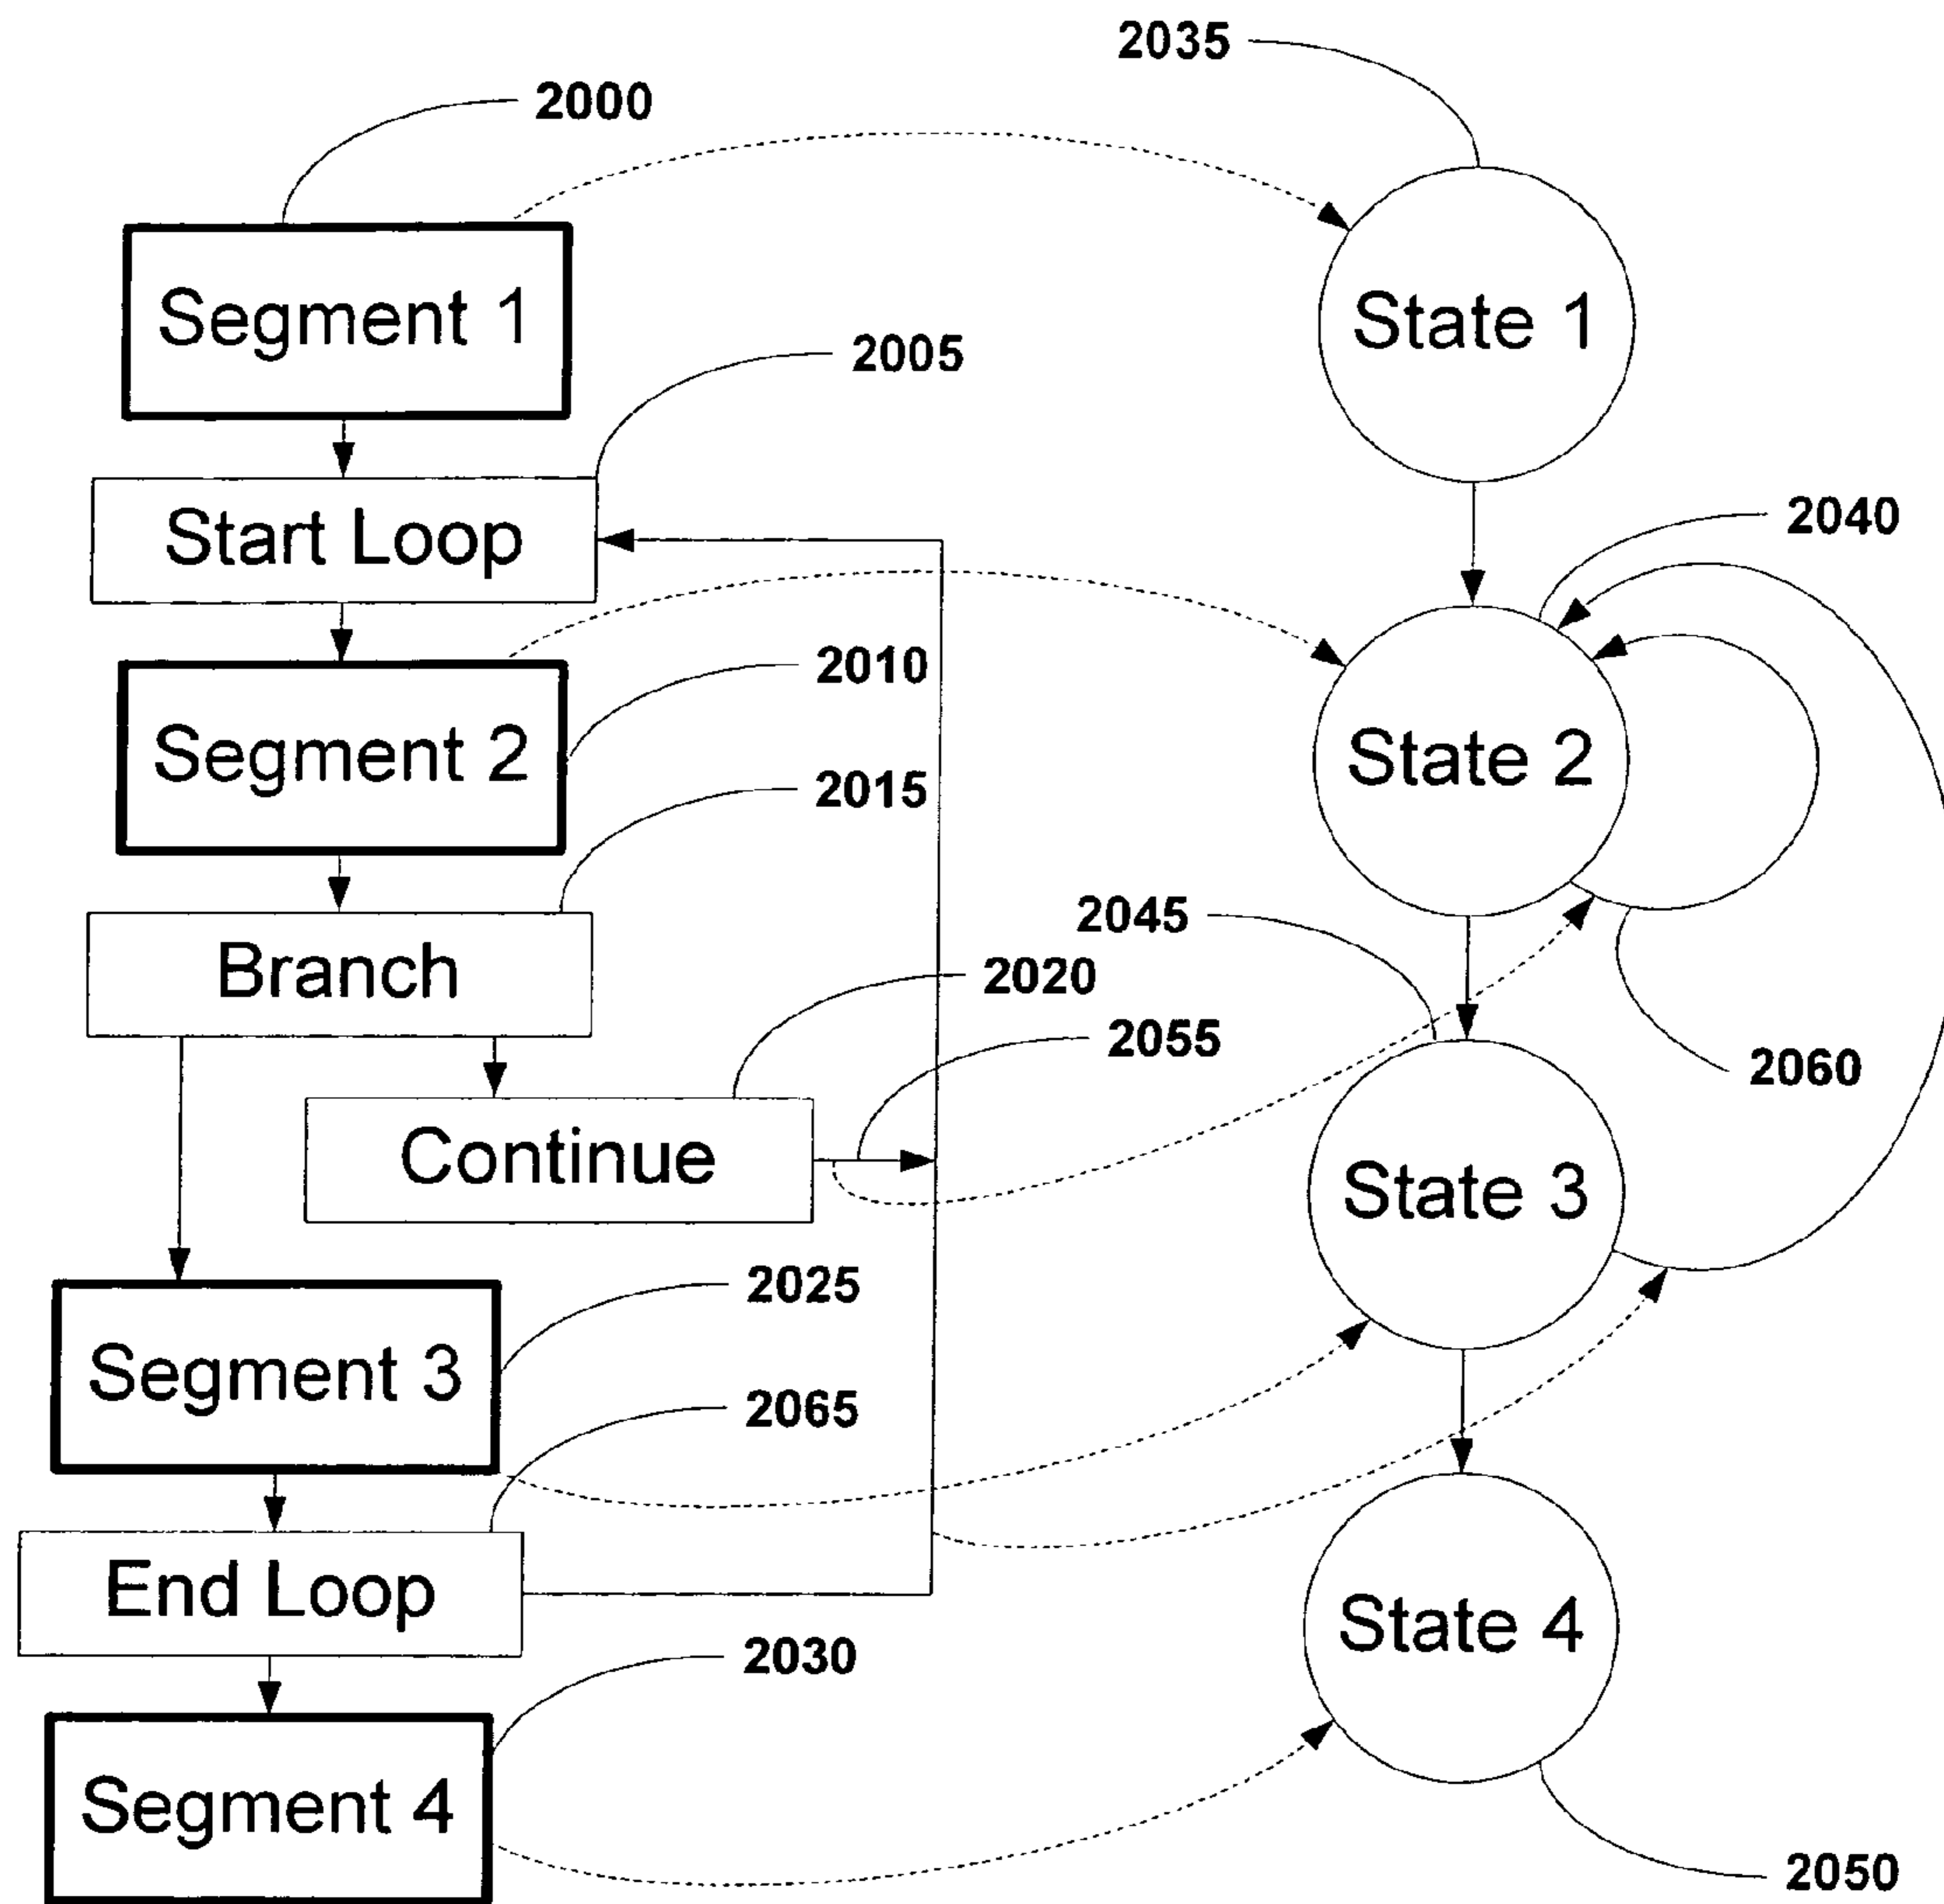 2035
2000
Segment 1
State 1
2005
Start Loop
2040
2010
Segment 2
State 2
2015
2045
Branch
2020
2055
2060
Continue
State 3
2025
Segment 3
2065
End Loop
State 4
2030
Segment 4
2050